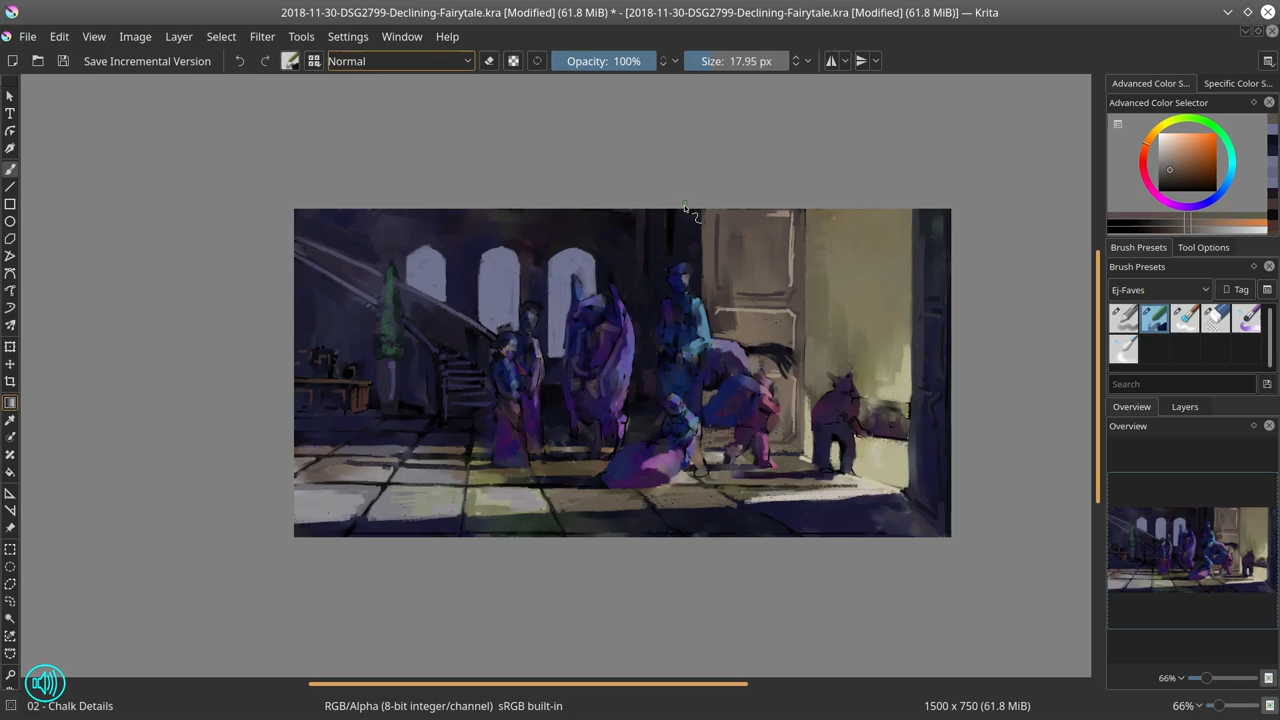 2018-11-30-DSG2799-Declining-Fairytale.kra [Modified] (61.8 MiB) * - [2018-11-30-DSG2799-Declining-Fairytale.kra [Modified] (61.8 MiB)] — Krita
File Edit View Image Layer Select Filter Tools Settings Window Help
Save Incremental Version Normal Opacity: 100% Size: 17.95 px
Advanced Color S... Specific Color S...
Advanced Color Selector
Brush Presets Tool Options
Brush Presets
Ej-Faves Tag
Search
Overview Layers
Overview
66%
02 - Chalk Details RGB/Alpha (8-bit integer/channel) sRGB built-in 1500 x 750 (61.8 MiB) 66%